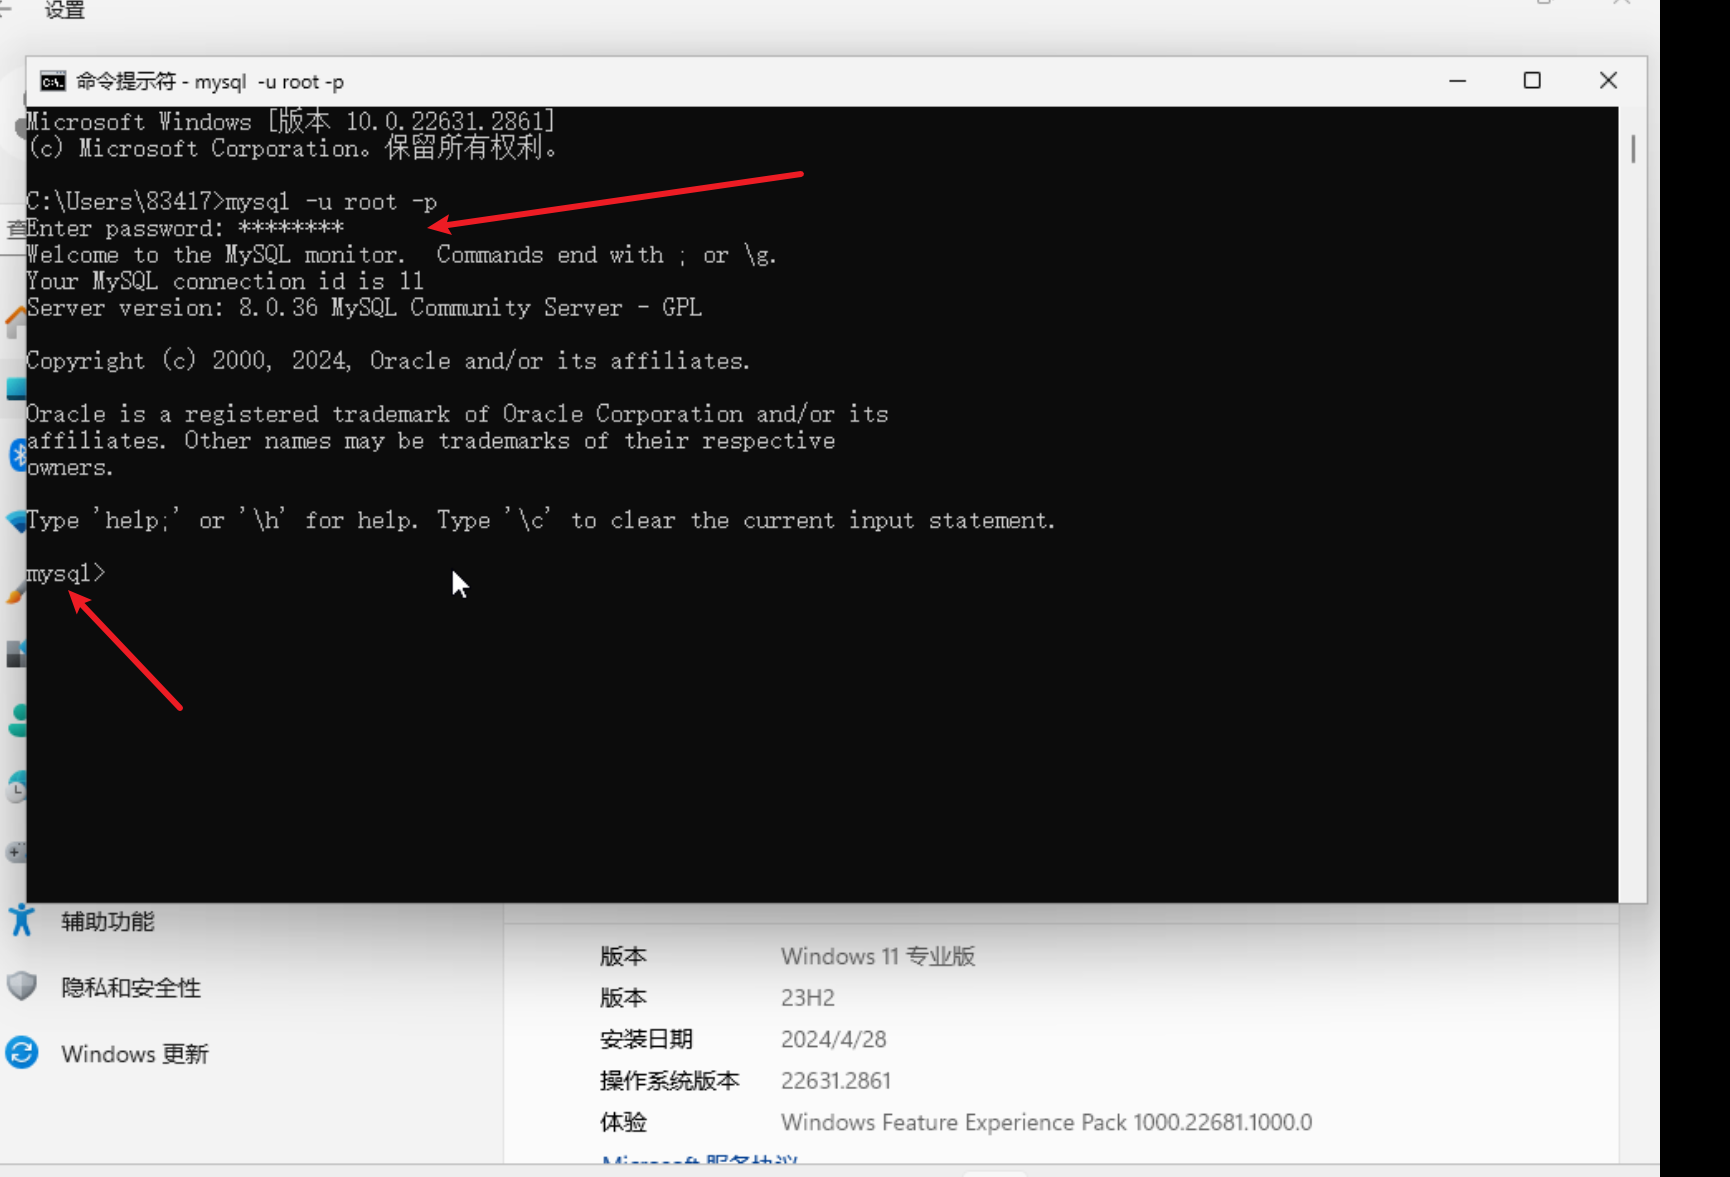 设置
命令提示符 - mysql  -u root -p
Microsoft Windows [版本 10.0.22631.2861]
(c) Microsoft Corporation。保留所有权利。
C:\Users\83417>mysql -u root -p
Enter password: ********
Welcome to the MySQL monitor.  Commands end with ; or \g.
Your MySQL connection id is 11
Server version: 8.0.36 MySQL Community Server - GPL
Copyright (c) 2000, 2024, Oracle and/or its affiliates.
Oracle is a registered trademark of Oracle Corporation and/or its
affiliates. Other names may be trademarks of their respective
owners.
Type 'help;' or '\h' for help. Type '\c' to clear the current input statement.
mysql>
辅助功能
隐私和安全性
Windows 更新
版本 Windows 11 专业版
版本 23H2
安装日期 2024/4/28
操作系统版本 22631.2861
体验 Windows Feature Experience Pack 1000.22681.1000.0
Microsoft 服务协议